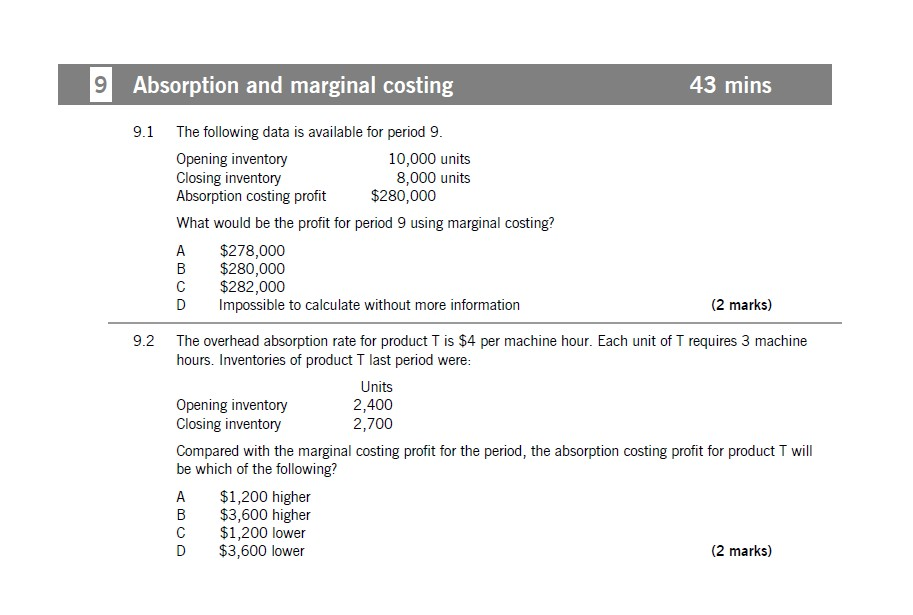 9 Absorption and marginal costing 43 mins
9.1 The following data is available for period 9.
Opening inventory 10,000 units
Closing inventory 8,000 units
Absorption costing profit $280,000
What would be the profit for period 9 using marginal costing?
A $278,000
B $280,000
C $282,000
D Impossible to calculate without more information (2 marks)
9.2 The overhead absorption rate for product T is $4 per machine hour. Each unit of T requires 3 machine
hours. Inventories of product T last period were:
Units
Opening inventory 2,400
Closing inventory 2,700
Compared with the marginal costing profit for the period, the absorption costing profit for product T will
be which of the following?
A $1,200 higher
B $3,600 higher
C $1,200 lower
D $3,600 lower (2 marks)